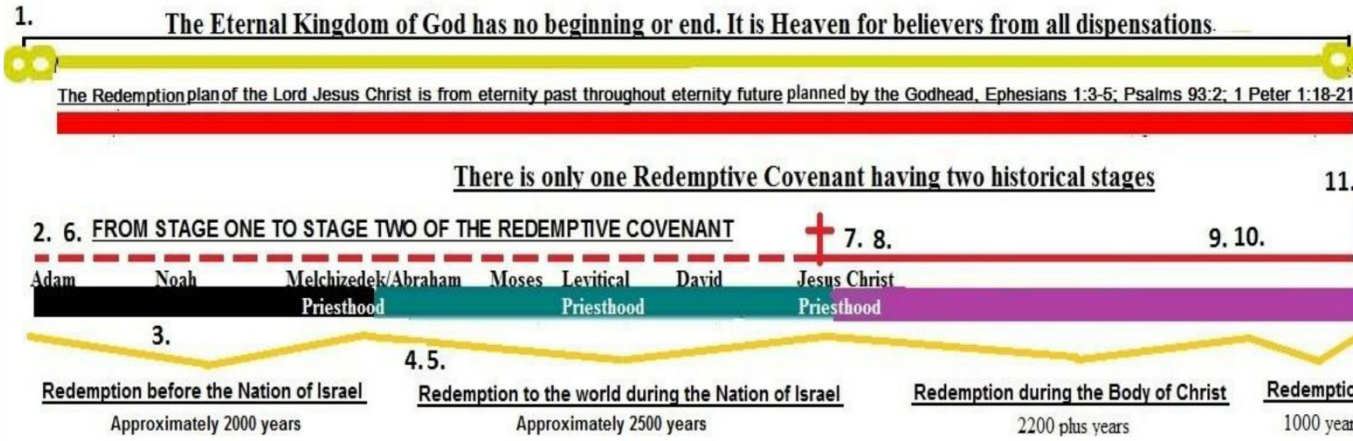 1.
The Eternal Kingdom of God has no beginning or end. It is Heaven for believers from all dispensations.
The Redemption plan of the Lord Jesus Christ is from eternity past throughout eternity future planned by the Godhead, Ephesians 1:3-5; Psalms 93:2; 1 Peter 1:18-21
There is only one Redemptive Covenant having two historical stages
11.
2. 6. FROM STAGE ONE TO STAGE TWO OF THE REDEMPTIVE COVENANT 7. 8. 9. 10.
Adam Noah Melchizedek/Abraham Moses Levitical David Jesus Christ
Priesthood Priesthood Priesthood
3.
4. 5.
Redemption before the Nation of Israel Redemption to the world during the Nation of Israel Redemption during the Body of Christ Redemptio
Approximately 2000 years Approximately 2500 years 2200 plus years 1000 year